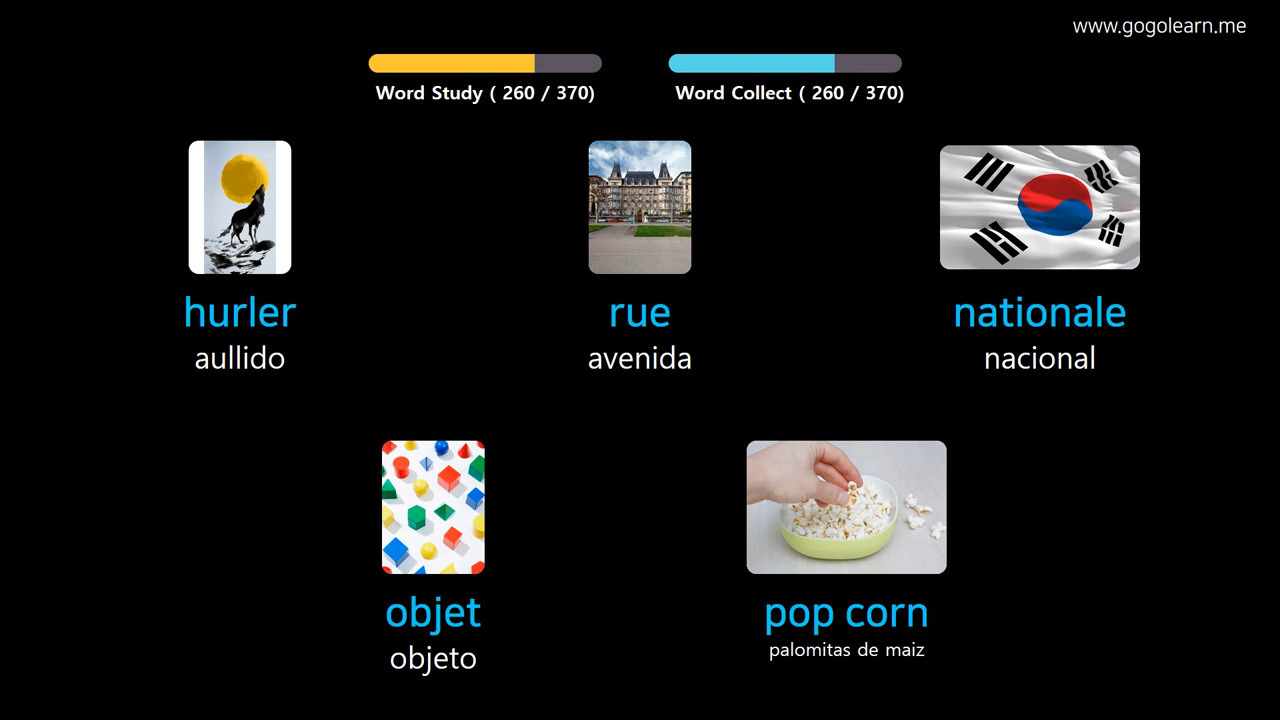 www.gogolearn.me
Word Study ( 260 / 370)
Word Collect ( 260 / 370)
hurler
aullido
rue
avenida
nationale
nacional
objet
objeto
pop corn
palomitas de maiz